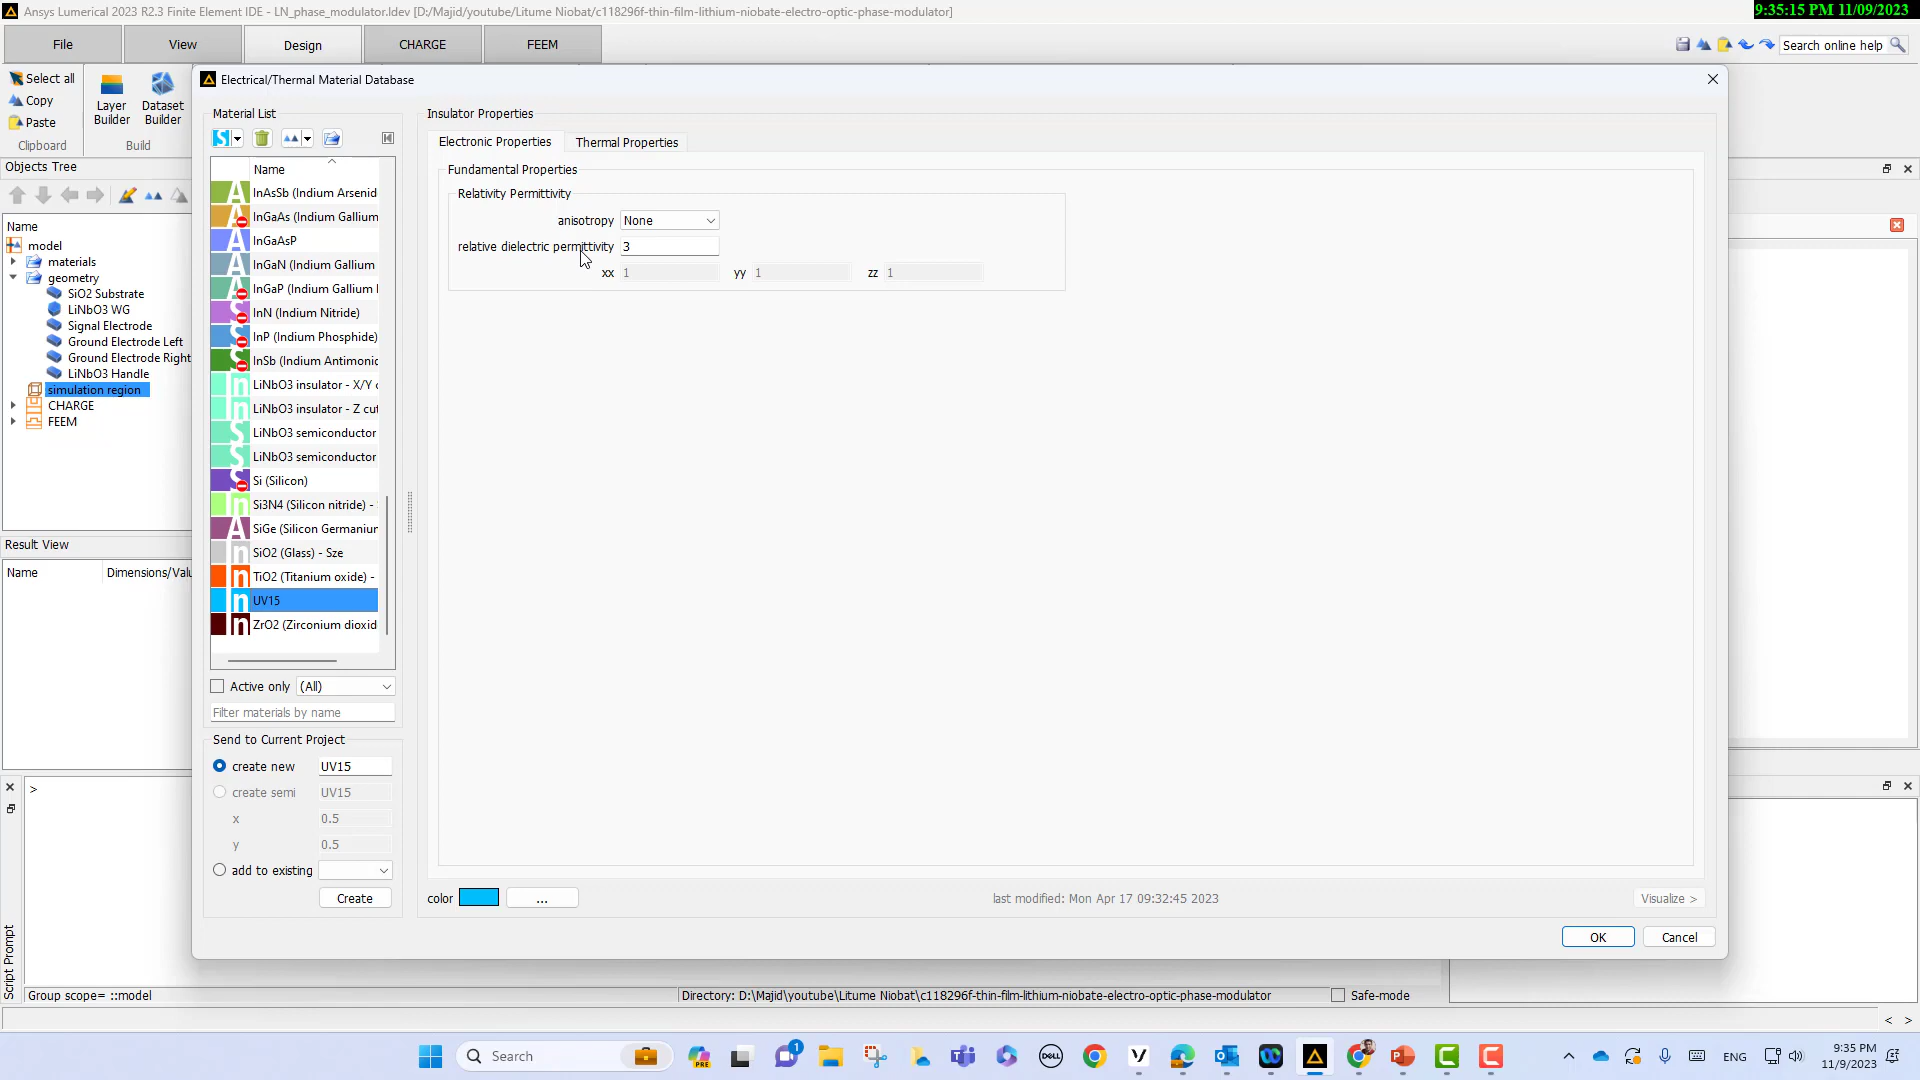 Ansys Lumerical 2023 R2.3 Finite Element IDE - LN_phase_modulator.ldev [D:/Majid/youtube/Litume Niobat/c118296f-thin-film-lithium-niobate-electro-optic-phase-modulator]
9:35:15 PM 11/09/2023
File View Design CHARGE FEEM
Search online help
Select all
Copy
Paste
Clipboard
Layer Builder
Dataset Builder
Build
Objects Tree
Name
model
materials
geometry
SiO2 Substrate
LiNbO3 WG
Signal Electrode
Ground Electrode Left
Ground Electrode Right
LiNbO3 Handle
simulation region
CHARGE
FEEM
Result View
Name Dimensions/Valu
Electrical/Thermal Material Database
Material List
Name
InAsSb (Indium Arsenid
InGaAs (Indium Gallium
InGaAsP
InGaN (Indium Gallium
InGaP (Indium Gallium
InN (Indium Nitride)
InP (Indium Phosphide)
InSb (Indium Antimonic
LiNbO3 insulator - X/Y c
LiNbO3 insulator - Z cut
LiNbO3 semiconductor
LiNbO3 semiconductor
Si (Silicon)
Si3N4 (Silicon nitride) -
SiGe (Silicon Germaniun
SiO2 (Glass) - Sze
TiO2 (Titanium oxide) -
UV15
ZrO2 (Zirconium dioxid
Active only (All)
Filter materials by name
Send to Current Project
create new UV15
create semi UV15
x 0.5
y 0.5
add to existing
Create
Insulator Properties
Electronic Properties Thermal Properties
Fundamental Properties
Relativity Permittivity
anisotropy None
relative dielectric permittivity 3
xx 1 yy 1 zz 1
color ... last modified: Mon Apr 17 09:32:45 2023 Visualize >
OK Cancel
>
Script Prompt
Group scope= ::model
Directory: D:\Majid\youtube\Litume Niobat\c118296f-thin-film-lithium-niobate-electro-optic-phase-modulator
Safe-mode
< >
Search
PRE
1
DELL
ENG
9:35 PM
11/9/2023